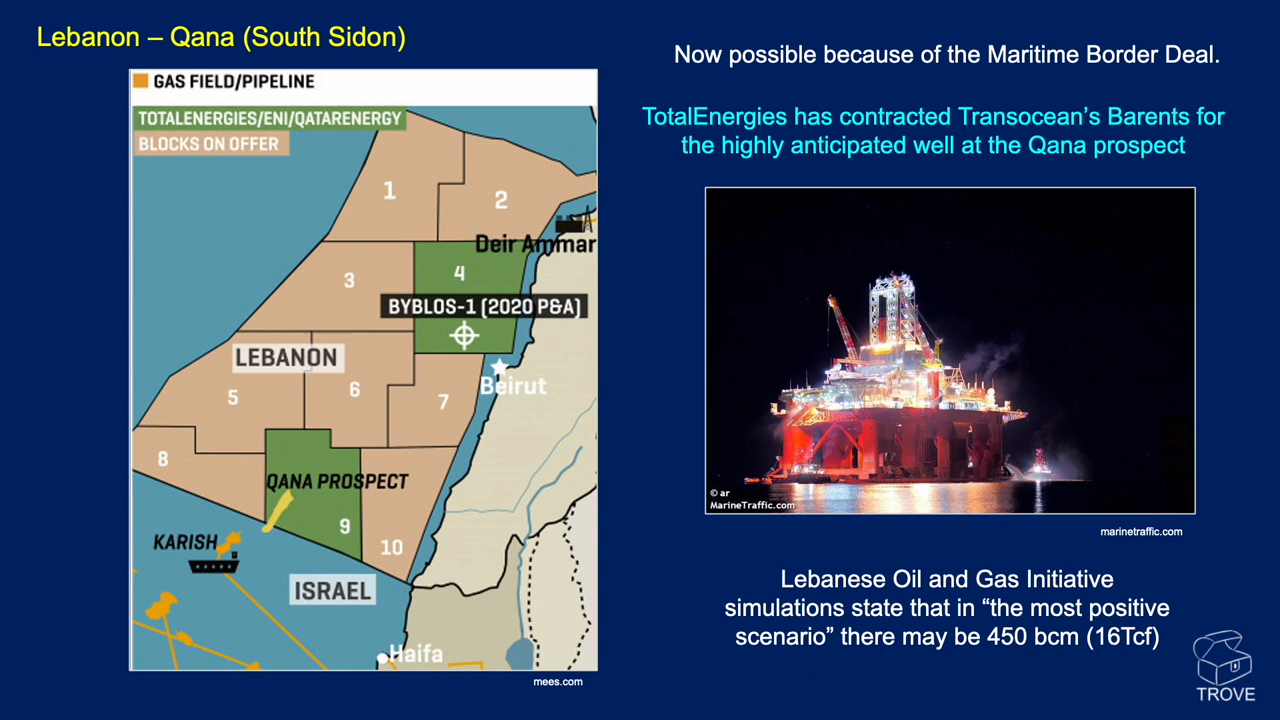 Lebanon – Qana (South Sidon)
GAS FIELD/PIPELINE
TOTALENERGIES/ENI/QATARENERGY
BLOCKS ON OFFER
1
2
Deir Ammar
3
4
BYBLOS-1 (2020 P&A)
LEBANON
5
6
7
Beirut
8
QANA PROSPECT
9
KARISH
10
ISRAEL
Haifa
mees.com
Now possible because of the Maritime Border Deal.
TotalEnergies has contracted Transocean’s Barents for
the highly anticipated well at the Qana prospect
© ar
MarineTraffic.com
marinetraffic.com
Lebanese Oil and Gas Initiative
simulations state that in “the most positive
scenario” there may be 450 bcm (16Tcf)
TROVE